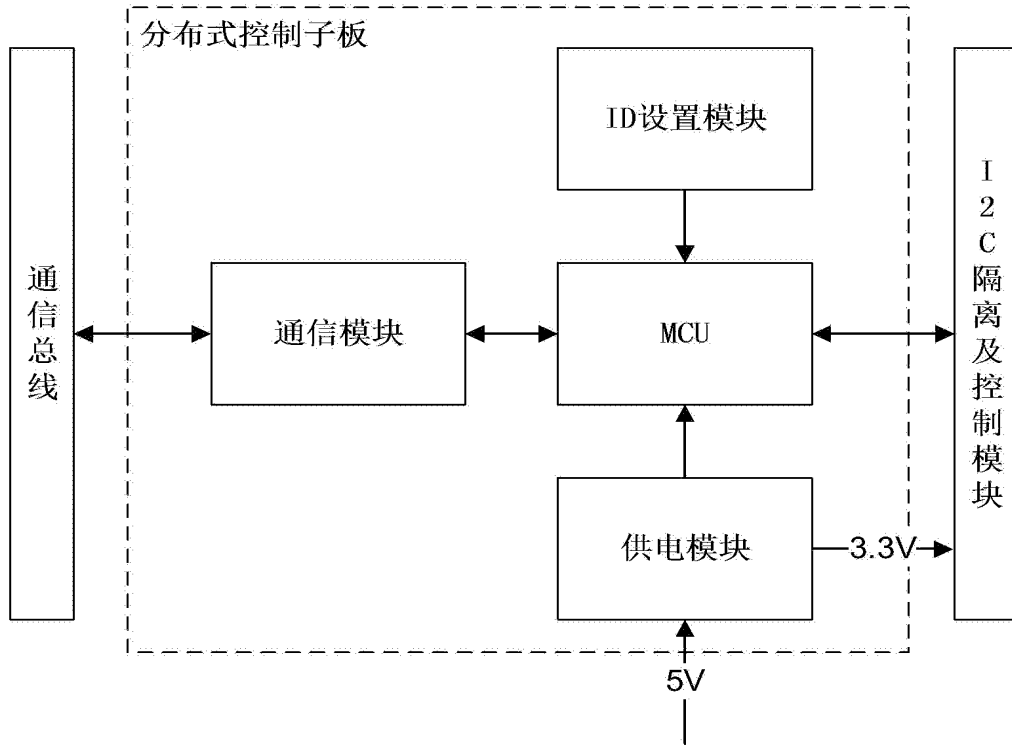 分布式控制子板
ID设置模块
通信总线
通信模块
MCU
I2C隔离及控制模块
供电模块
3.3V
5V